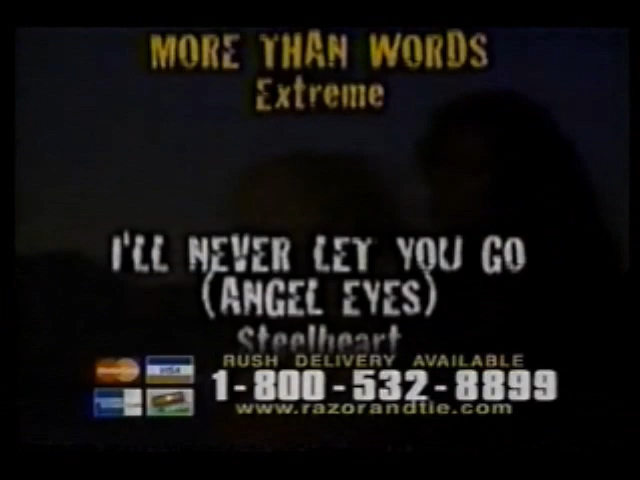 MORE THAN WORDS
Extreme
I'LL NEVER LET YOU GO
(ANGEL EYES)
Steelheart
RUSH DELIVERY AVAILABLE
VISA
1-800-532-8899
www.razorandtie.com